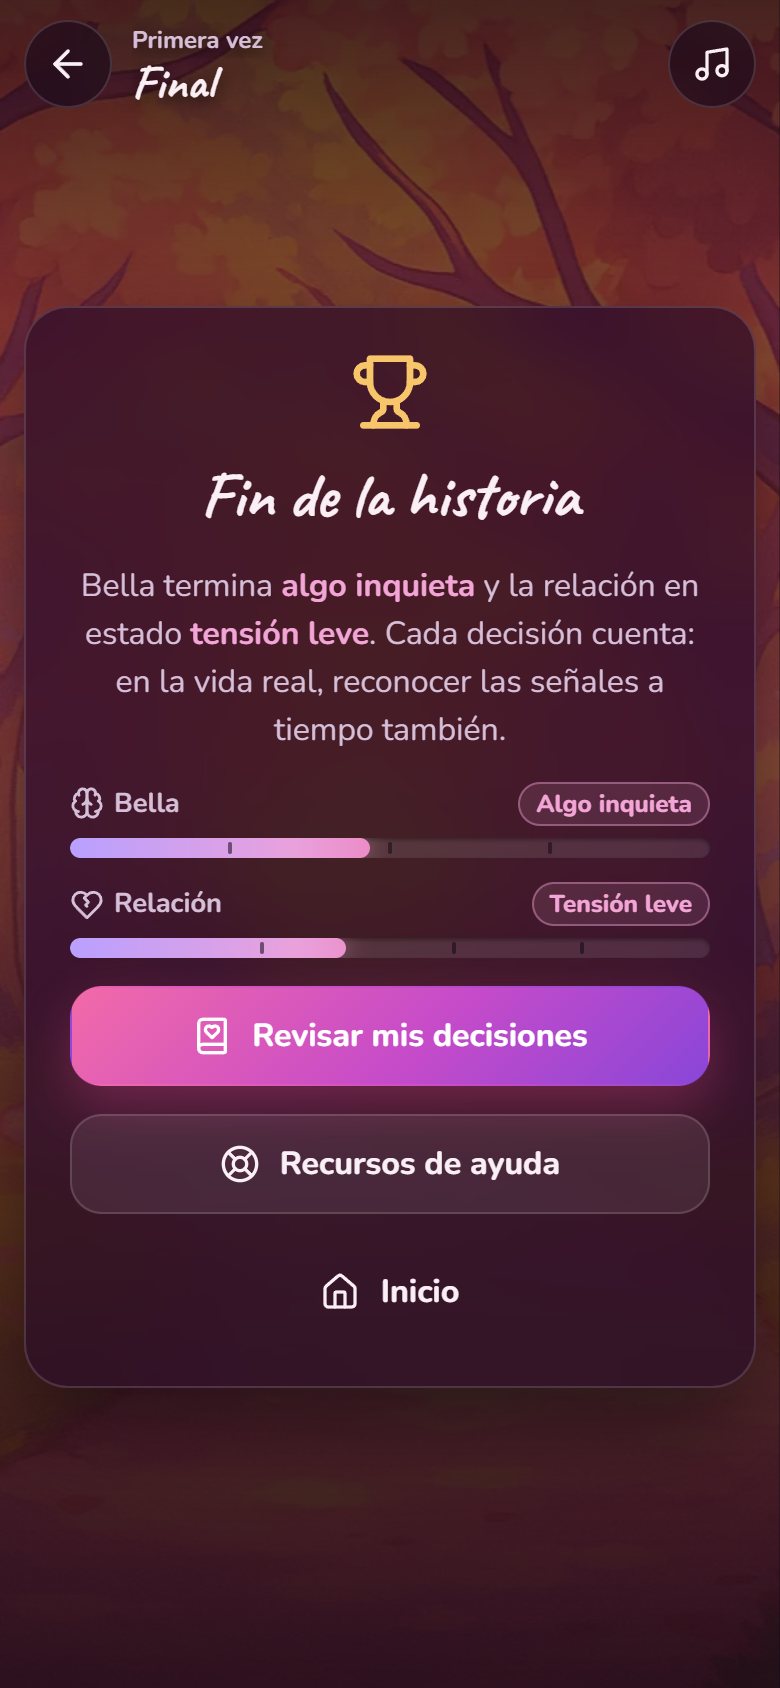 Primera vez
Final
Fin de la historia
Bella termina algo inquieta y la relación en
estado tensión leve. Cada decisión cuenta:
en la vida real, reconocer las señales a
tiempo también.
Bella
Algo inquieta
Relación
Tensión leve
Revisar mis decisiones
Recursos de ayuda
Inicio